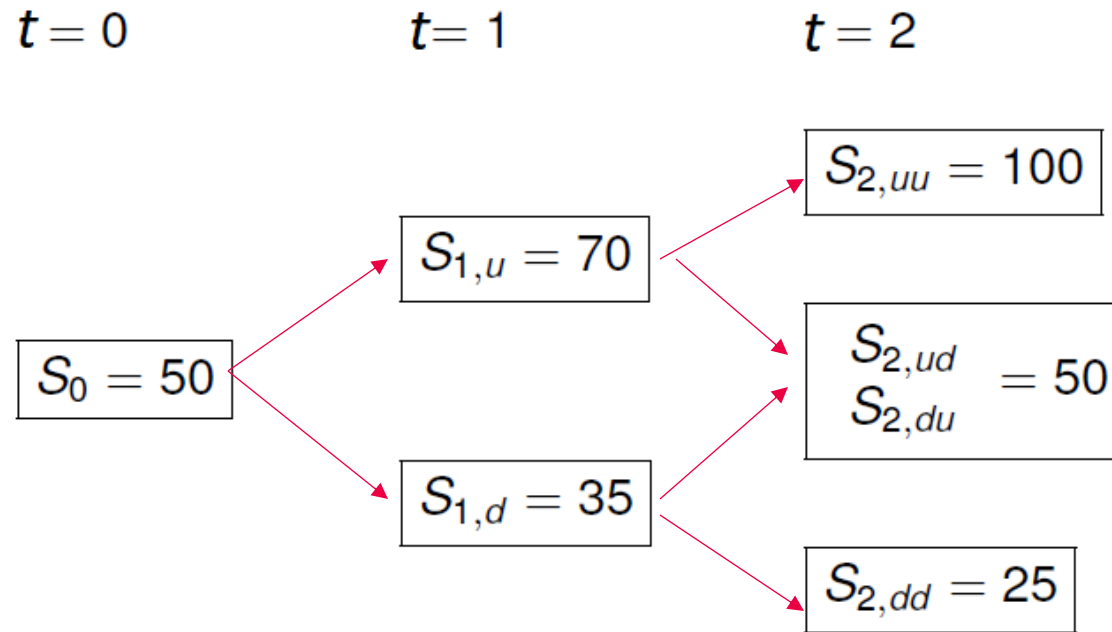 t = 0
t= 1
t = 2
S2,uu = 100
S1,u = 70
S0 = 50
S2,ud
S2,du = 50
S1,d = 35
S2,dd = 25